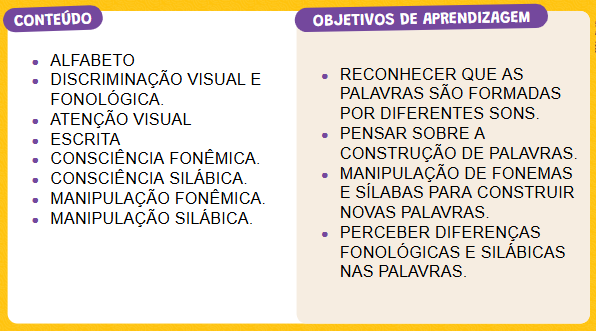 CONTEÚDO
• ALFABETO
• DISCRIMINAÇÃO VISUAL E
FONOLÓGICA.
• ATENÇÃO VISUAL
• ESCRITA
• CONSCIÊNCIA FONÊMICA.
• CONSCIÊNCIA SILÁBICA.
• MANIPULAÇÃO FONÊMICA.
• MANIPULAÇÃO SILÁBICA.
OBJETIVOS DE APRENDIZAGEM
• RECONHECER QUE AS
PALAVRAS SÃO FORMADAS
POR DIFERENTES SONS.
• PENSAR SOBRE A
CONSTRUÇÃO DE PALAVRAS.
• MANIPULAÇÃO DE FONEMAS
E SÍLABAS PARA CONSTRUIR
NOVAS PALAVRAS.
• PERCEBER DIFERENÇAS
FONOLÓGICAS E SILÁBICAS
NAS PALAVRAS.